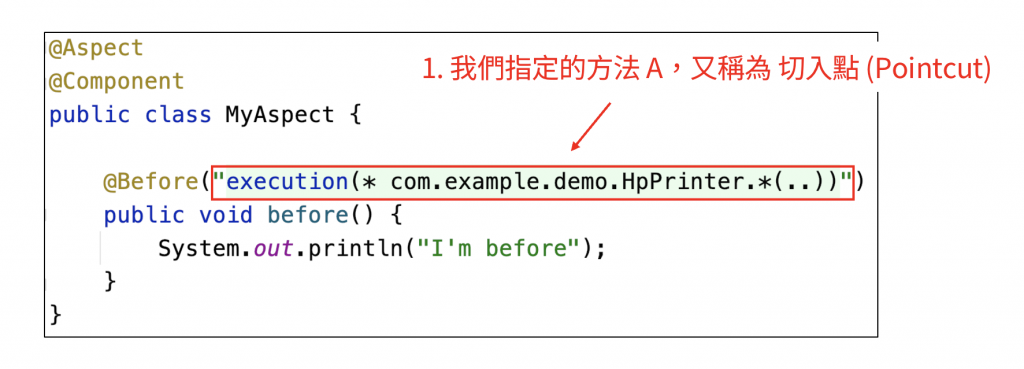 @Aspect
@Component
1. 我們指定的方法 A，又稱為 切入點 (Pointcut)
public class MyAspect {
@Before("execution(* com.example.demo.HpPrinter.*(..))")
public void before() {
System.out.println("I'm before");
}
}